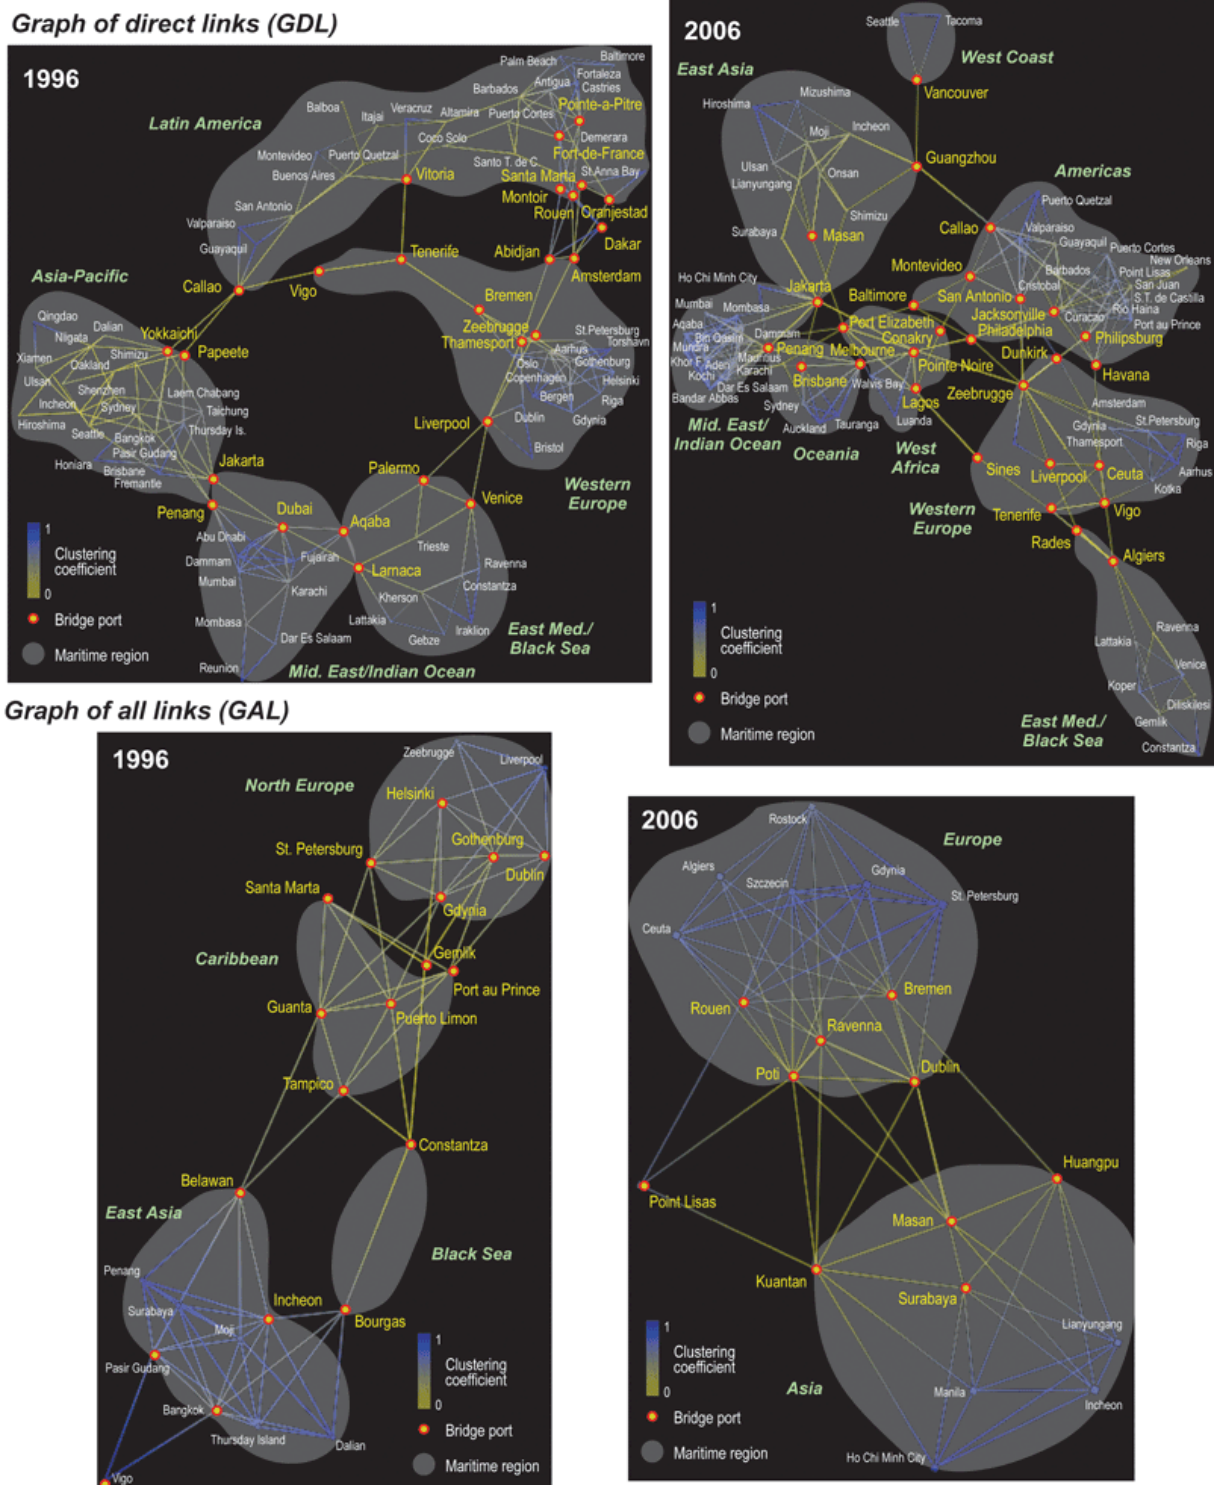 Graph of direct links (GDL)
1996
Latin America
Palm Beach
Baltimore
Fortaleza
Antigua
Castries
Barbados
Pointe-a-Pitre
Balboa
Veracruz
Altamira
Itajai
Puerto Cortes
Demerara
Coco Solo
Fort-de-France
Montevideo
Puerto Quetzal
Santo T. de C.
Buenos Aires
Vitoria
Santa Marta
St.Anna Bay
Montoir
San Antonio
Rouen
Oranjestad
Valparaiso
Guayaquil
Dakar
Tenerife
Abidjan
Amsterdam
Asia-Pacific
Callao
Vigo
Bremen
Qingdao
Dalian
Niigata
Yokkaichi
Zeebrugge
St.Petersburg
Thamesport
Torshavn
Xiamen
Shimizu
Papeete
Aarhus
Oakland
Oslo
Gothenburg
Ulsan
Shenzhen
Laem Chabang
Copenhagen
Helsinki
Incheon
Sydney
Taichung
Bergen
Riga
Hiroshima
Seattle
Bangkok
Thursday Is.
Liverpool
Dublin
Gdynia
Pasir Gudang
Bristol
Honiara
Brisbane
Jakarta
Palermo
Fremantle
Western
Europe
Penang
Dubai
Venice
Aqaba
1
Clustering
coefficient
0
Abu Dhabi
Trieste
Dammam
Fujairah
Ravenna
Mumbai
Larnaca
Karachi
Constantza
Kherson
Bridge port
Mombasa
Lattakia
Iraklion
Dar Es Salaam
Gebze
East Med./
Black Sea
Maritime region
Reunion
Mid. East/Indian Ocean
2006
Seattle
Tacoma
West Coast
East Asia
Vancouver
Mizushima
Hiroshima
Moji
Incheon
Guangzhou
Ulsan
Onsan
Americas
Lianyungang
Puerto Quetzal
Shimizu
Callao
Valparaiso
Surabaya
Masan
Guayaquil
Puerto Cortes
New Orleans
Montevideo
Barbados
Point Lisas
Ho Chi Minh City
San Juan
Jakarta
Cristobal
Baltimore
San Antonio
S.T. de Castilla
Mumbai
Mombasa
Rio Haina
Jacksonville
Curacao
Aqaba
Port Elizabeth
Port au Prince
Bin Qasim
Dammam
Conakry
Philadelphia
Philipsburg
Mundra
Penang
Melbourne
Dunkirk
Mauritius
Khor F.
Aden
Karachi
Pointe Noire
Kochi
Brisbane
Havana
Dar Es Salaam
Walvis Bay
Zeebrugge
Bandar Abbas
Sydney
Lagos
Amsterdam
Auckland
Tauranga
Luanda
St.Petersburg
Mid. East/
Indian Ocean
Gdynia
Oceania
West
Africa
Thamesport
Riga
Sines
Liverpool
Ceuta
Aarhus
Kotka
Western
Europe
Tenerife
Vigo
Rades
Algiers
1
Clustering
coefficient
0
Ravenna
Lattakia
Venice
Koper
Diliskilesi
Bridge port
Gemlik
East Med./
Black Sea
Maritime region
Constantza
Graph of all links (GAL)
1996
Zeebrugge
Liverpool
North Europe
Helsinki
Gothenburg
St. Petersburg
Dublin
Santa Marta
Gdynia
Caribbean
Gemlik
Port au Prince
Guanta
Puerto Limon
Tampico
Constantza
Belawan
East Asia
Black Sea
Penang
Incheon
Surabaya
Moji
Bourgas
Pasir Gudang
1
Clustering
coefficient
0
Bangkok
Bridge port
Thursday Island
Dalian
Maritime region
Vigo
2006
Rostock
Europe
Algiers
Szczecin
Gdynia
St. Petersburg
Ceuta
Bremen
Rouen
Ravenna
Poti
Dublin
Huangpu
Point Lisas
Masan
Kuantan
Surabaya
Lianyungang
1
Clustering
coefficient
0
Asia
Manila
Incheon
Bridge port
Maritime region
Ho Chi Minh City